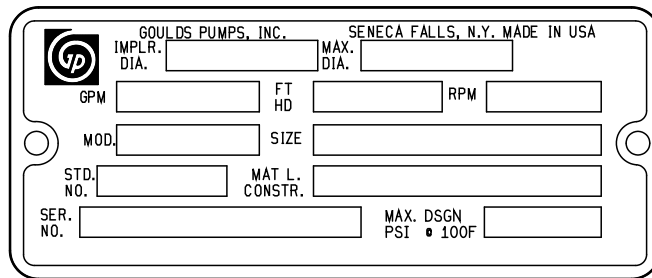 GOULDS PUMPS, INC. SENECA FALLS, N.Y. MADE IN USA
Gp IMPLR. DIA. MAX. DIA.
GPM FT HD RPM
MOD. SIZE
STD. NO. MAT L. CONSTR.
SER. NO. MAX. DSGN PSI @ 100F